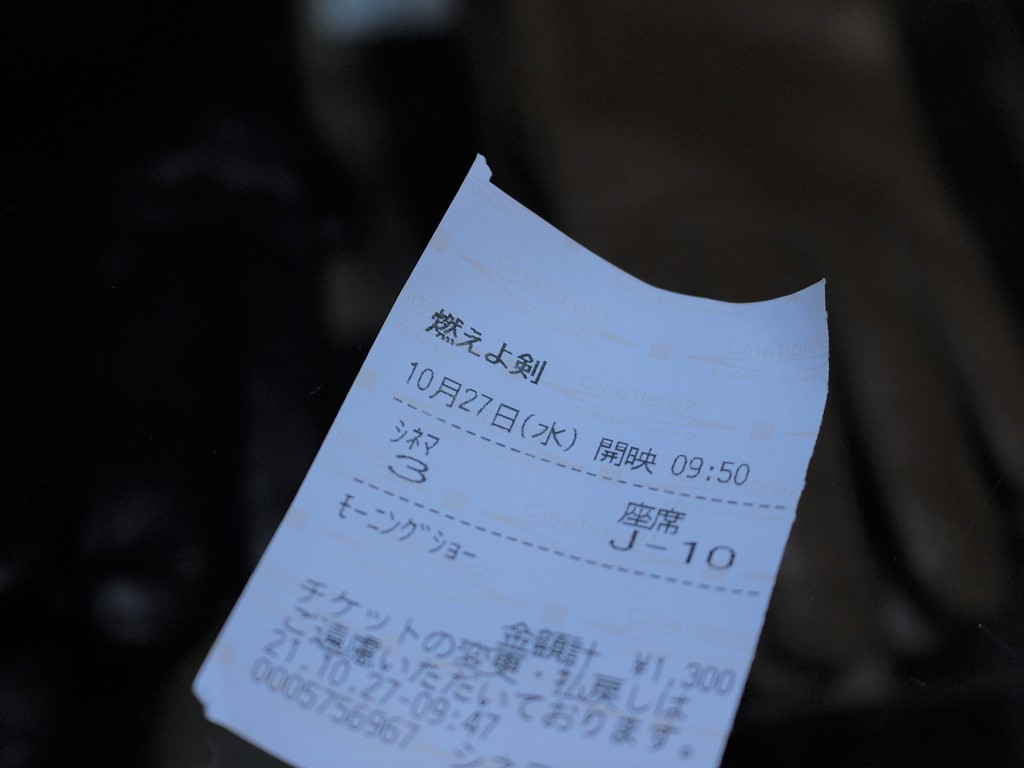 燃えよ剣
10月27日(水) 開映 09:50
ｼﾈﾏ 座席
3 J-10
ﾓｰﾆﾝｸﾞｼｮｰ
金額計 ¥1,300
チケットの変更・払戻しは
ご遠慮いただいております。
21.10.27-09:47
0005756967
Cineflara21